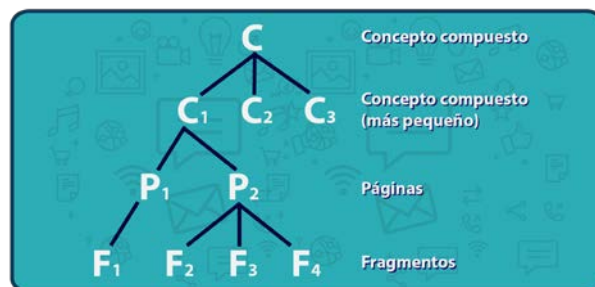 C Concepto compuesto
C1 C2 C3 Concepto compuesto
(más pequeño)
P1 P2 Páginas
F1 F2 F3 F4 Fragmentos